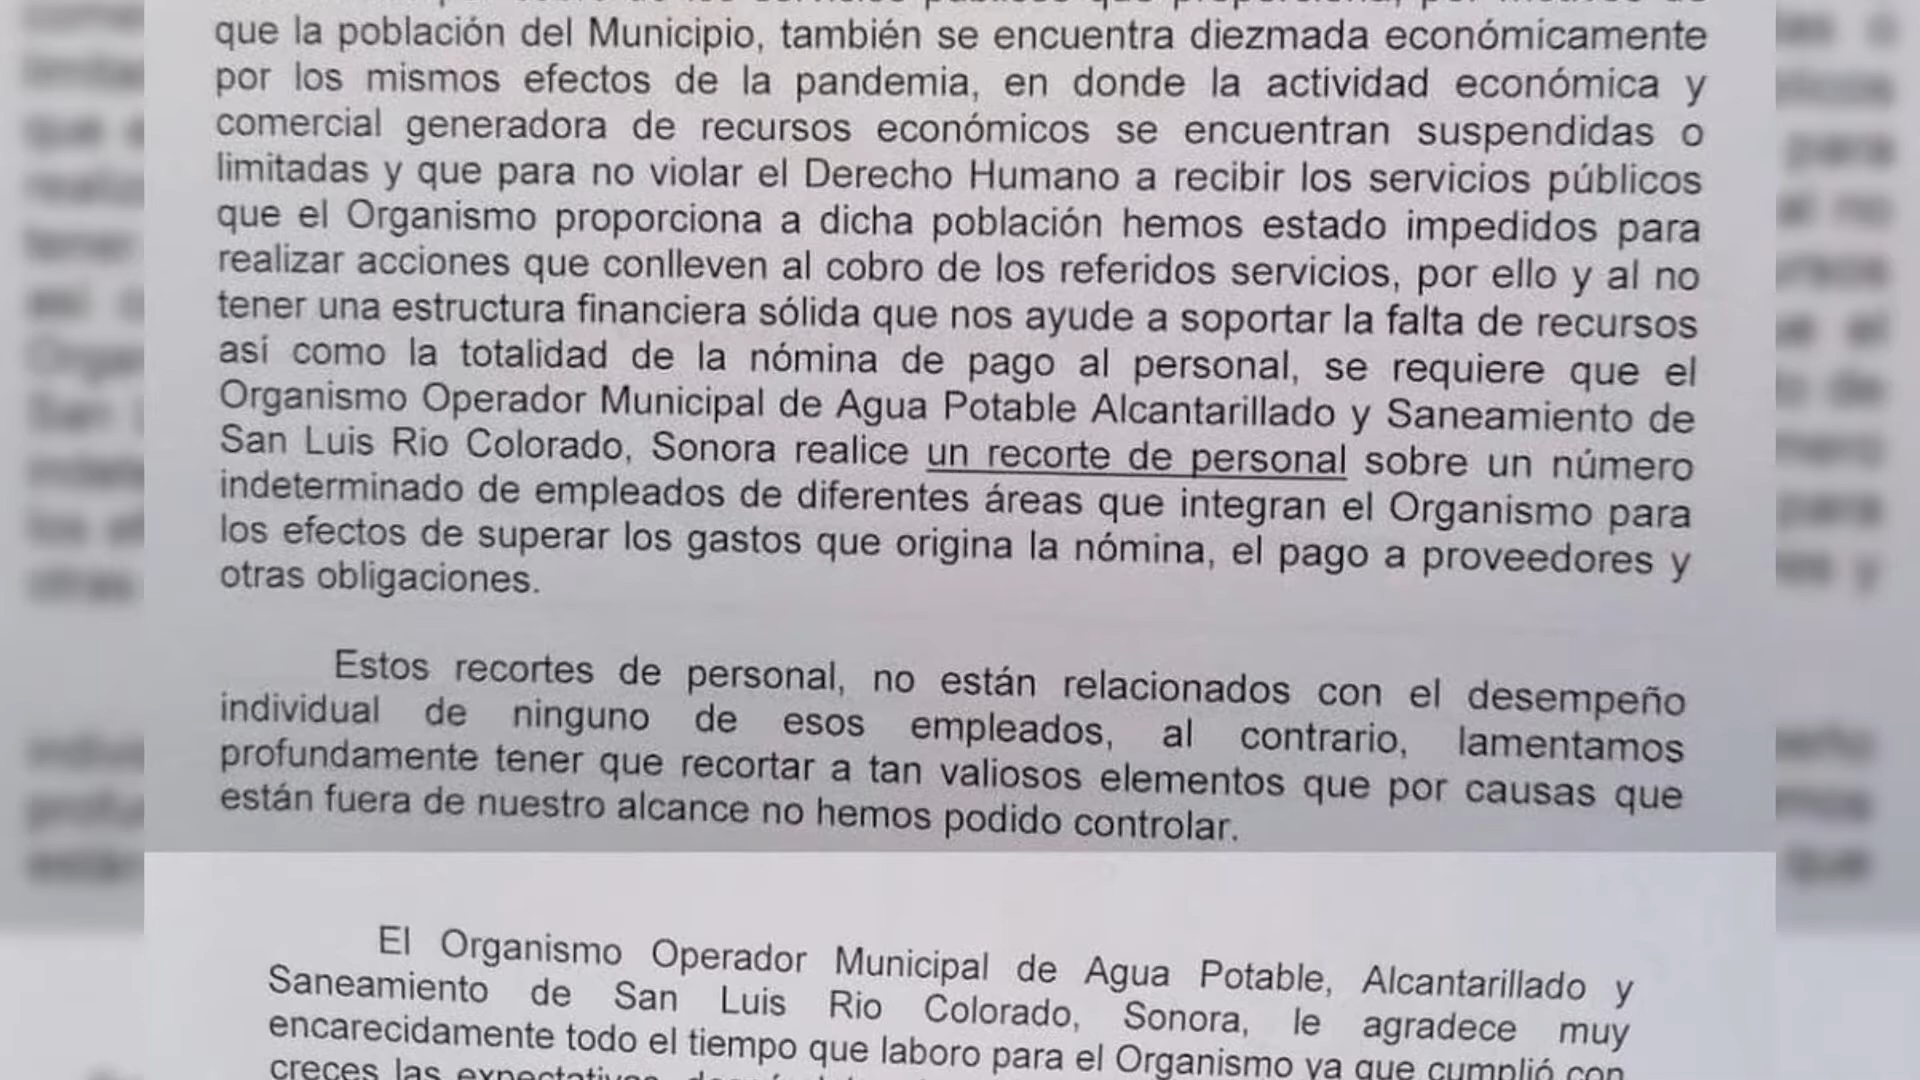 que la población del Municipio, también se encuentra diezmada económicamente
por los mismos efectos de la pandemia, en donde la actividad económica y
comercial generadora de recursos económicos se encuentran suspendidas o
limitadas y que para no violar el Derecho Humano a recibir los servicios públicos
que el Organismo proporciona a dicha población hemos estado impedidos para
realizar acciones que conlleven al cobro de los referidos servicios, por ello y al no
tener una estructura financiera sólida que nos ayude a soportar la falta de recursos
así como la totalidad de la nómina de pago al personal, se requiere que el
Organismo Operador Municipal de Agua Potable Alcantarillado y Saneamiento de
San Luis Rio Colorado, Sonora realice un recorte de personal sobre un número
indeterminado de empleados de diferentes áreas que integran el Organismo para
los efectos de superar los gastos que origina la nómina, el pago a proveedores y
otras obligaciones.
Estos recortes de personal, no están relacionados con el desempeño
individual de ninguno de esos empleados, al contrario, lamentamos
profundamente tener que recortar a tan valiosos elementos que por causas que
están fuera de nuestro alcance no hemos podido controlar.
El Organismo Operador Municipal de Agua Potable, Alcantarillado y
Saneamiento de San Luis Rio Colorado, Sonora, le agradece muy
encarecidamente todo el tiempo que laboro para el Organismo ya que cumplió con
creces las